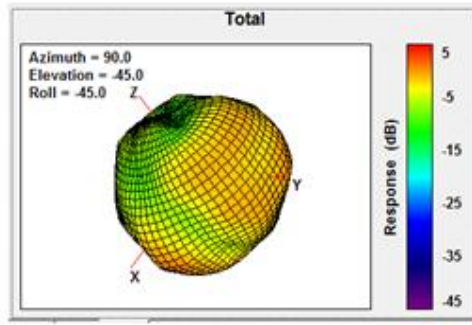 Total
Azimuth = 90.0
Elevation = -45.0
Roll = -45.0
Z
Y
X
Response (dB)
5
-5
-15
-25
-35
-45